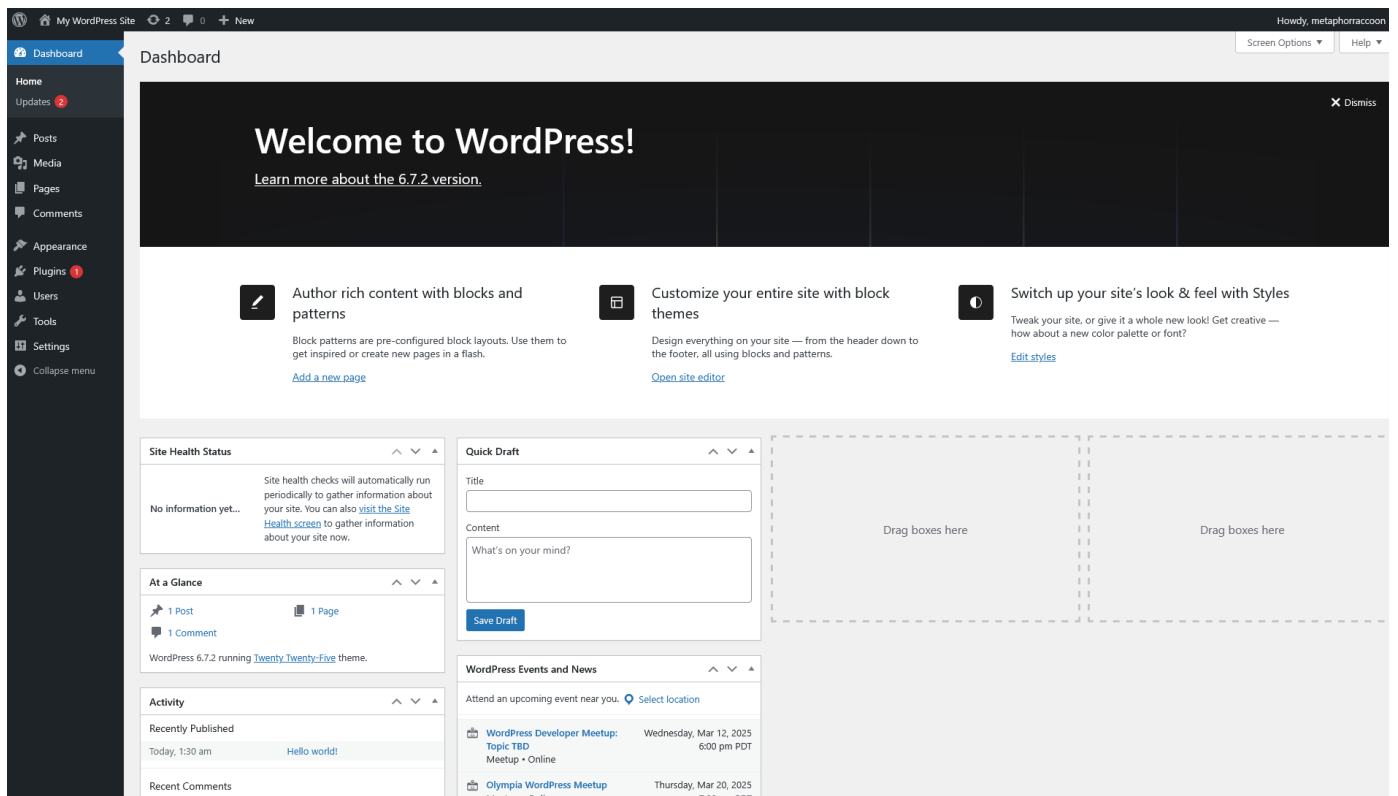 My WordPress Site 2 0 New
Howdy, metaphorraccoon
Dashboard
Home
Updates 2
Posts
Media
Pages
Comments
Appearance
Plugins 1
Users
Tools
Settings
Collapse menu
Screen Options
Help
Dashboard
Dismiss
Welcome to WordPress!
Learn more about the 6.7.2 version.
Author rich content with blocks and
patterns
Block patterns are pre-configured block layouts. Use them to
get inspired or create new pages in a flash.
Add a new page
Customize your entire site with block
themes
Design everything on your site — from the header down to
the footer, all using blocks and patterns.
Open site editor
Switch up your site’s look & feel with Styles
Tweak your site, or give it a whole new look! Get creative —
how about a new color palette or font?
Edit styles
Site Health Status
No information yet...
Site health checks will automatically run
periodically to gather information about
your site. You can also visit the Site
Health screen to gather information
about your site now.
At a Glance
1 Post
1 Page
1 Comment
WordPress 6.7.2 running Twenty Twenty-Five theme.
Activity
Recently Published
Today, 1:30 am Hello world!
Recent Comments
Quick Draft
Title
Content
What’s on your mind?
Save Draft
WordPress Events and News
Attend an upcoming event near you. Select location
WordPress Developer Meetup:
Topic TBD
Meetup • Online
Wednesday, Mar 12, 2025
6:00 pm PDT
Olympia WordPress Meetup
Thursday, Mar 20, 2025
Drag boxes here
Drag boxes here